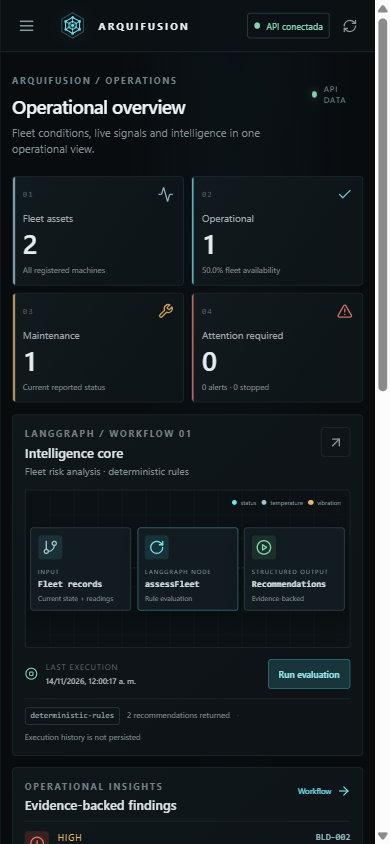 ARQUIFUSION
API conectada
ARQUIFUSION / OPERATIONS
API
DATA
Operational overview
Fleet conditions, live signals and intelligence in one
operational view.
01
Fleet assets
2
All registered machines
02
Operational
1
50.0% fleet availability
03
Maintenance
1
Current reported status
04
Attention required
0
0 alerts · 0 stopped
LANGGRAPH / WORKFLOW 01
Intelligence core
Fleet risk analysis · deterministic rules
status
temperature
vibration
INPUT
Fleet records
Current state + readings
LANGGRAPH NODE
assessFleet
Rule evaluation
STRUCTURED OUTPUT
Recommendations
Evidence-backed
LAST EXECUTION
14/11/2026, 12:00:17 a. m.
Run evaluation
deterministic-rules
2 recommendations returned ·
Execution history is not persisted
OPERATIONAL INSIGHTS
Evidence-backed findings
Workflow
HIGH
BLD-002